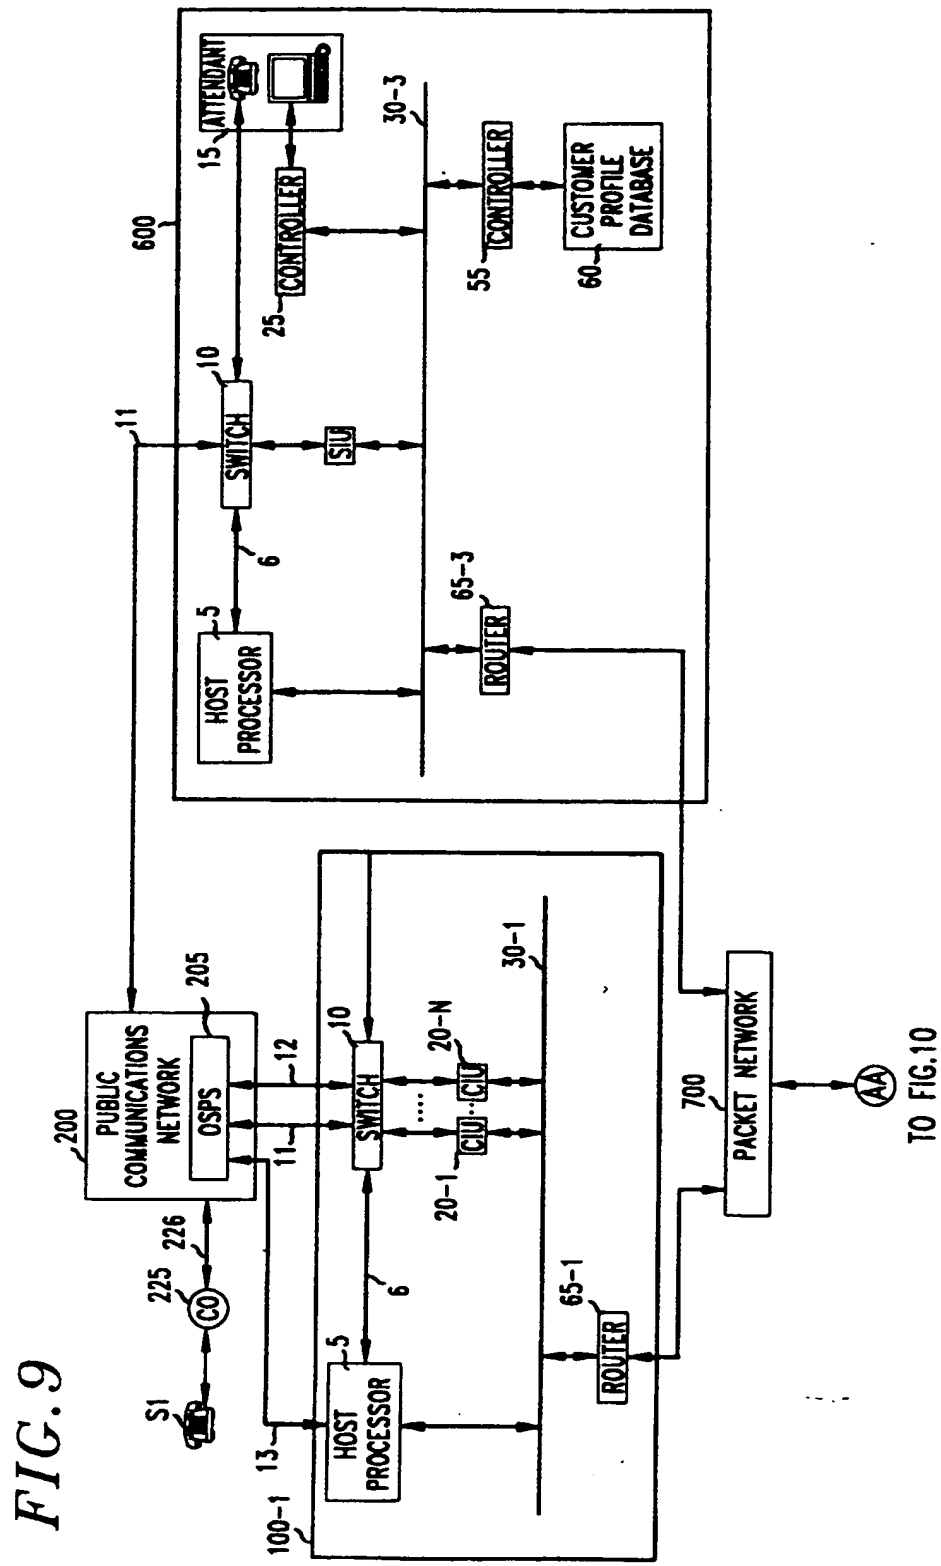 FIG.9
S1
225
CO
226
200
PUBLIC
COMMUNICATIONS
NETWORK
205
OSPS
11
12
13
11
600
HOST
PROCESSOR
5
6
10
SWITCH
SIU
15
ATTENDANT
25
CONTROLLER
30-3
65-3
ROUTER
55
CONTROLLER
60
CUSTOMER
PROFILE
DATABASE
100-1
HOST
PROCESSOR
5
6
10
SWITCH
20-1
CIU
...
....
20-N
CIU
30-1
65-1
ROUTER
700
PACKET NETWORK
AA
TO FIG.10